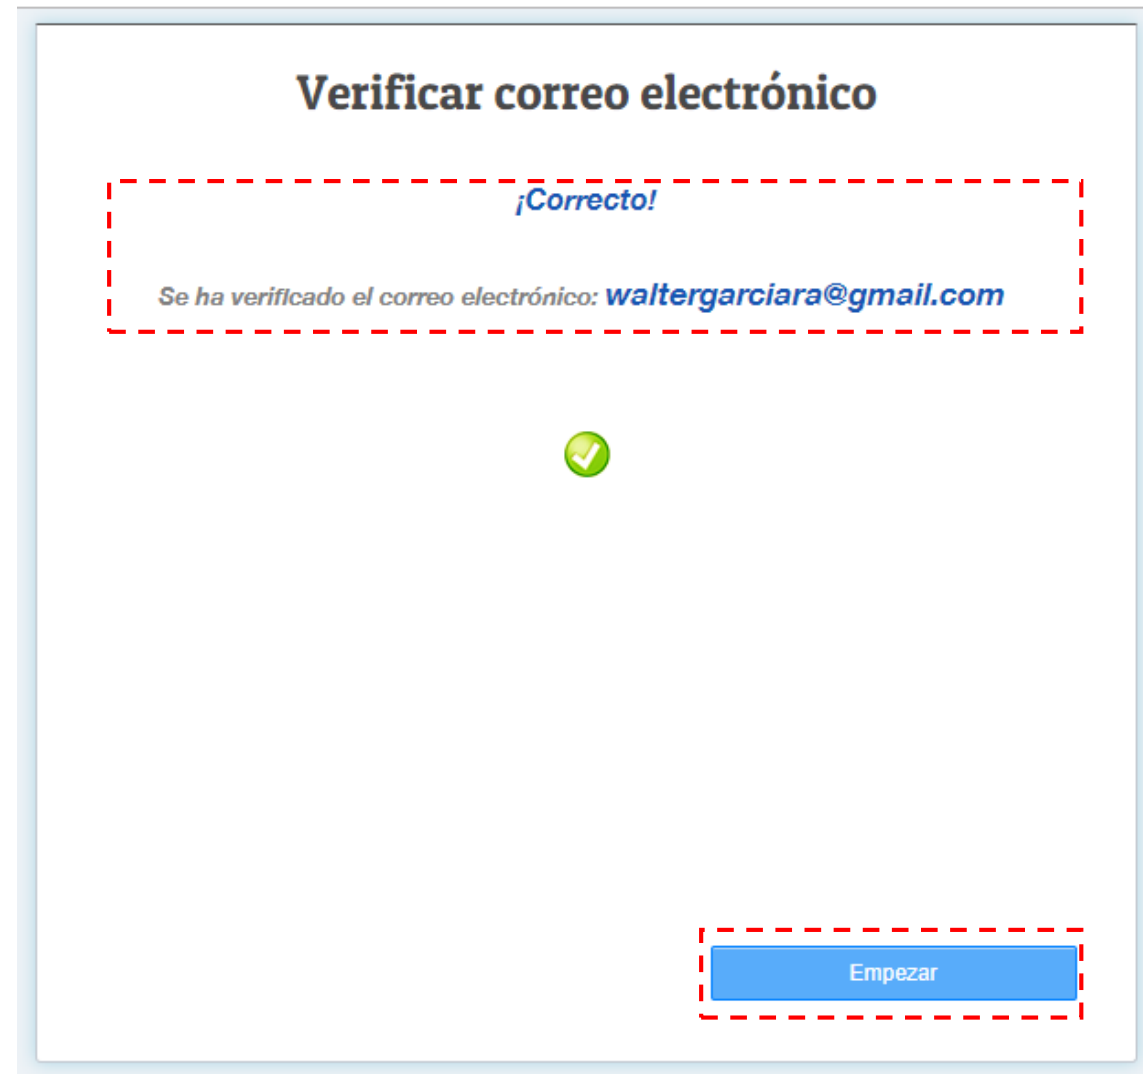 Verificar correo electrónico
¡Correcto!
Se ha verificado el correo electrónico: waltergarciara@gmail.com
Empezar